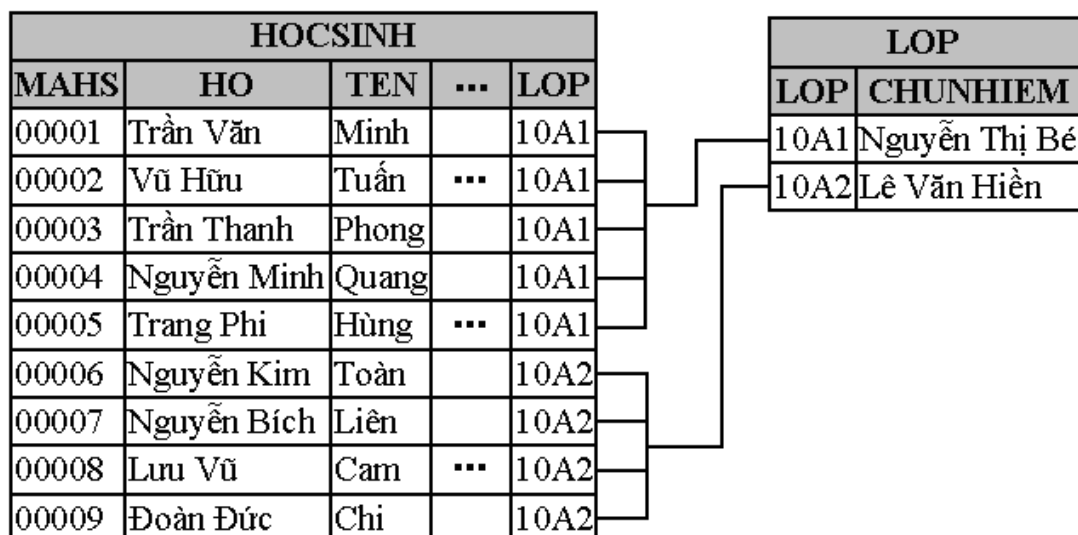 HOCSINH
MAHS HO TEN ... LOP
00001 Trần Văn Minh 10A1
00002 Vũ Hữu Tuấn ... 10A1
00003 Trần Thanh Phong 10A1
00004 Nguyễn Minh Quang 10A1
00005 Trang Phi Hùng ... 10A1
00006 Nguyễn Kim Toàn 10A2
00007 Nguyễn Bích Liên 10A2
00008 Lưu Vũ Cam ... 10A2
00009 Đoàn Đức Chi 10A2
LOP
LOP CHUNHIEM
10A1 Nguyễn Thị Bé
10A2 Lê Văn Hiền